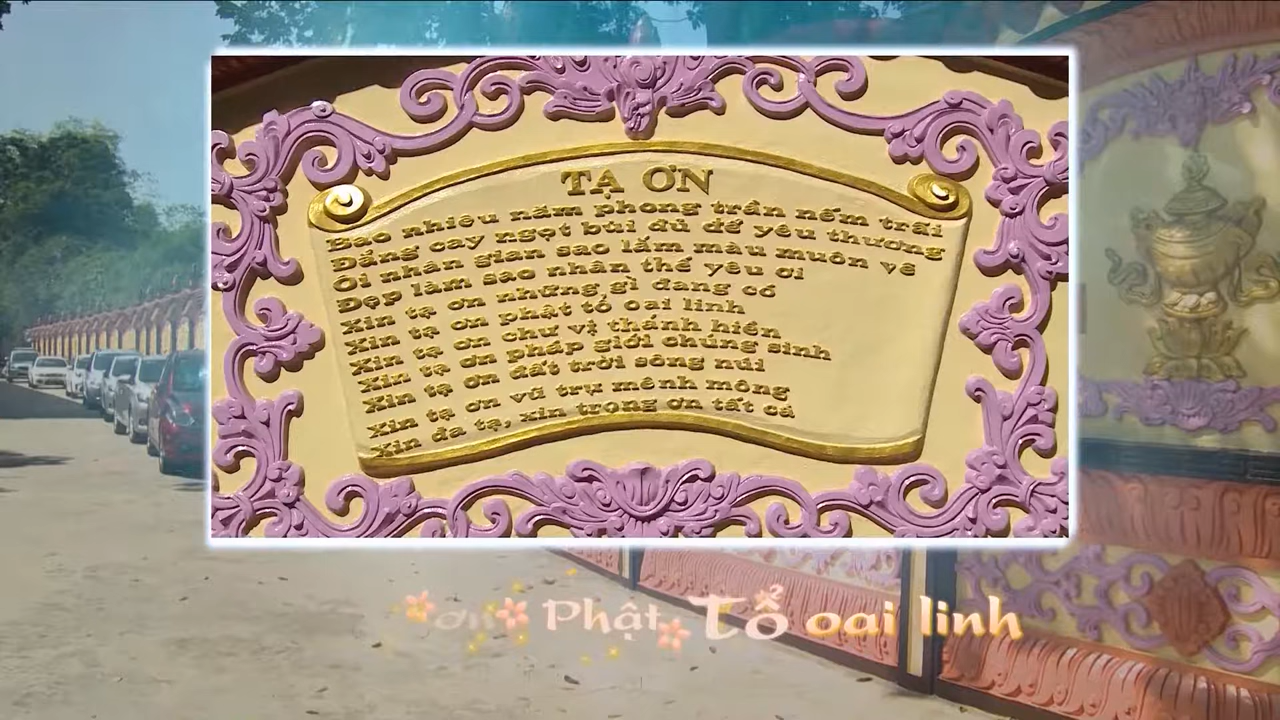 TẠ ƠN
Bao nhiêu năm phong trần nếm trãi
Đắng cay ngọt bùi đủ để yêu thương
Ôi nhân gian sao lắm màu muôn vẽ
Đẹp làm sao nhân thế yêu ơi
Xin tạ ơn những gì đang có
Xin tạ ơn phật tổ oai linh
Xin tạ ơn chư vị thánh hiền
Xin tạ ơn pháp giới chúng sinh
Xin tạ ơn đất trời sông núi
Xin tạ ơn vũ trụ mênh mông
Xin đa tạ, xin trọng ơn tất cả
ơn Phật Tổ oai linh